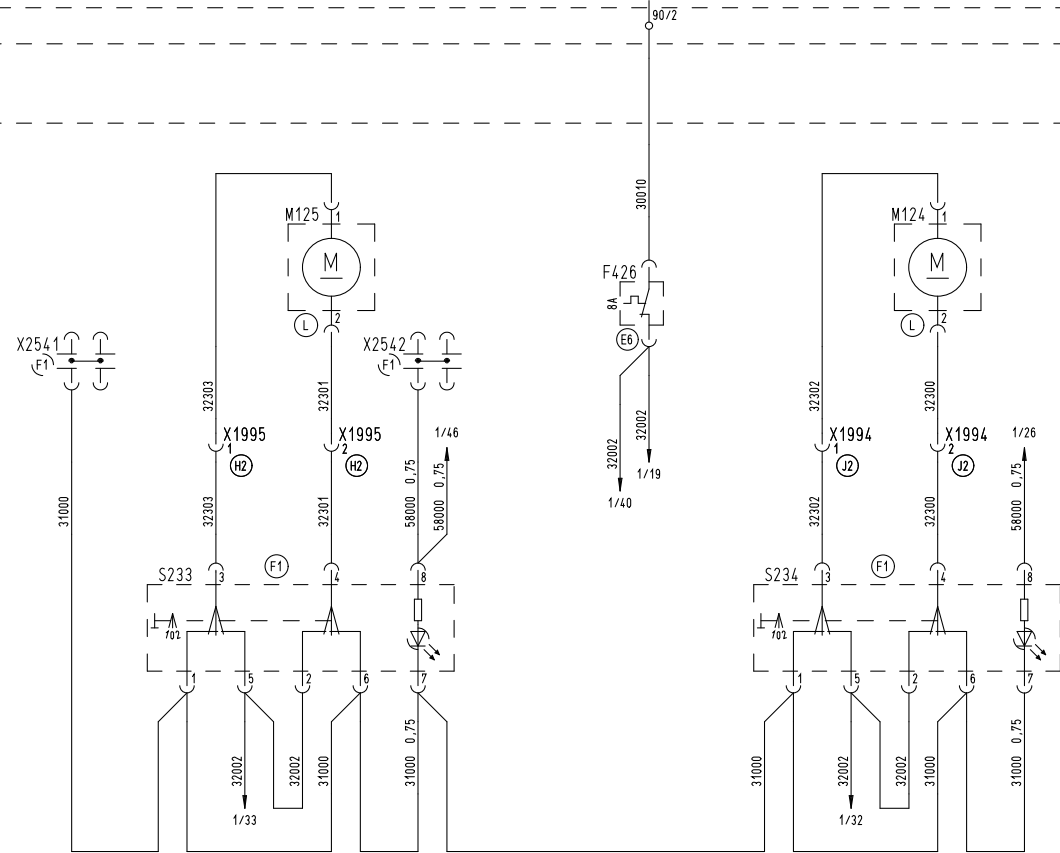 90/2
30010
M125
1
M
2
L
F426
8A
E6
M124
1
M
2
L
X2541
F1
X2542
F1
32303
32301
32002
32002
32302
32300
X1995
1
H2
X1995
2
H2
1/46
1/19
1/40
X1994
1
J2
X1994
2
J2
1/26
31000
32303
32301
58000 0,75
58000 0,75
32302
32300
58000 0,75
S233
3
F1
4
8
S234
3
F1
4
8
102
102
1
5
2
6
7
1
5
2
6
7
32002
32002
31000
31000 0,75
31000
32002
32002
31000
31000 0,75
1/33
1/32